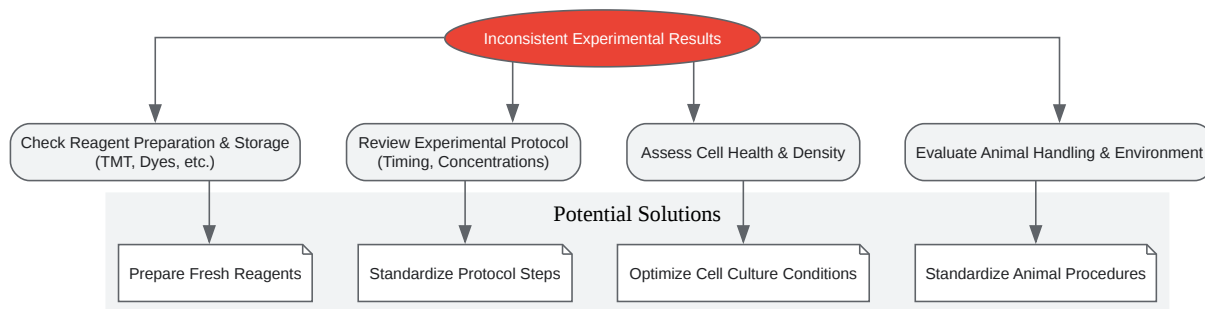 Inconsistent Experimental Results
Check Reagent Preparation & Storage
(TMT, Dyes, etc.)
Review Experimental Protocol
(Timing, Concentrations)
Assess Cell Health & Density
Evaluate Animal Handling & Environment
Potential Solutions
Prepare Fresh Reagents
Standardize Protocol Steps
Optimize Cell Culture Conditions
Standardize Animal Procedures